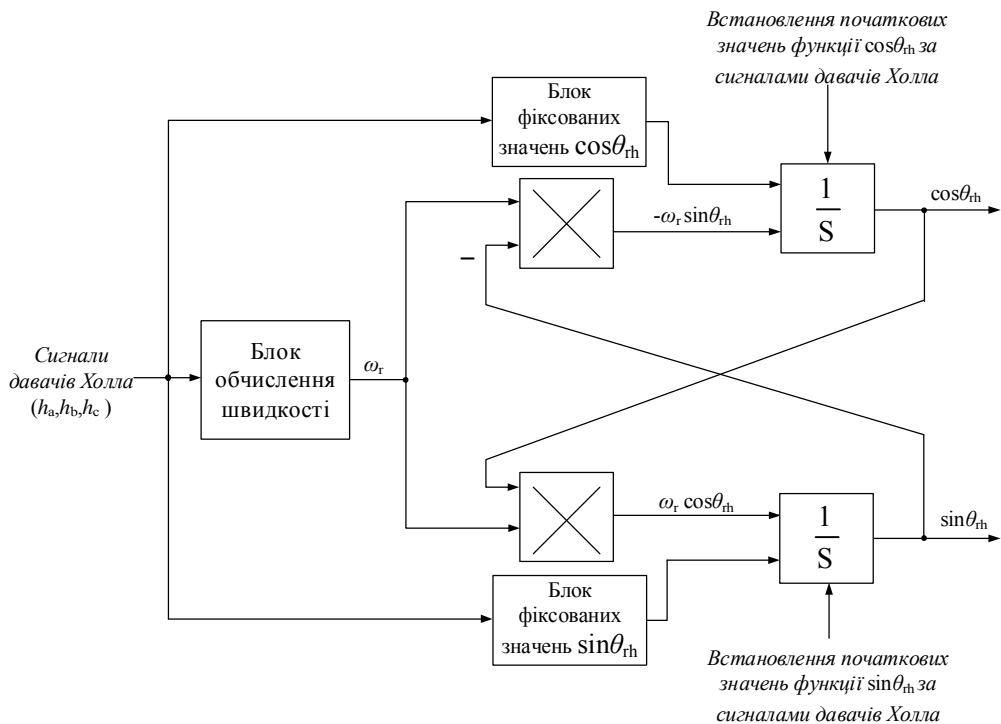 Встановлення початкових
значень функції cosθrh за
сигналами давачів Холла
Блок
фіксованих
значень cosθrh
1
S
cosθrh
-ωr sinθrh
–
Сигнали
давачів Холла
(ha,hb,hc )
Блок
обчислення
швидкості
ωr
ωr cosθrh
1
S
sinθrh
Блок
фіксованих
значень sinθrh
Встановлення початкових
значень функції sinθrh за
сигналами давачів Холла